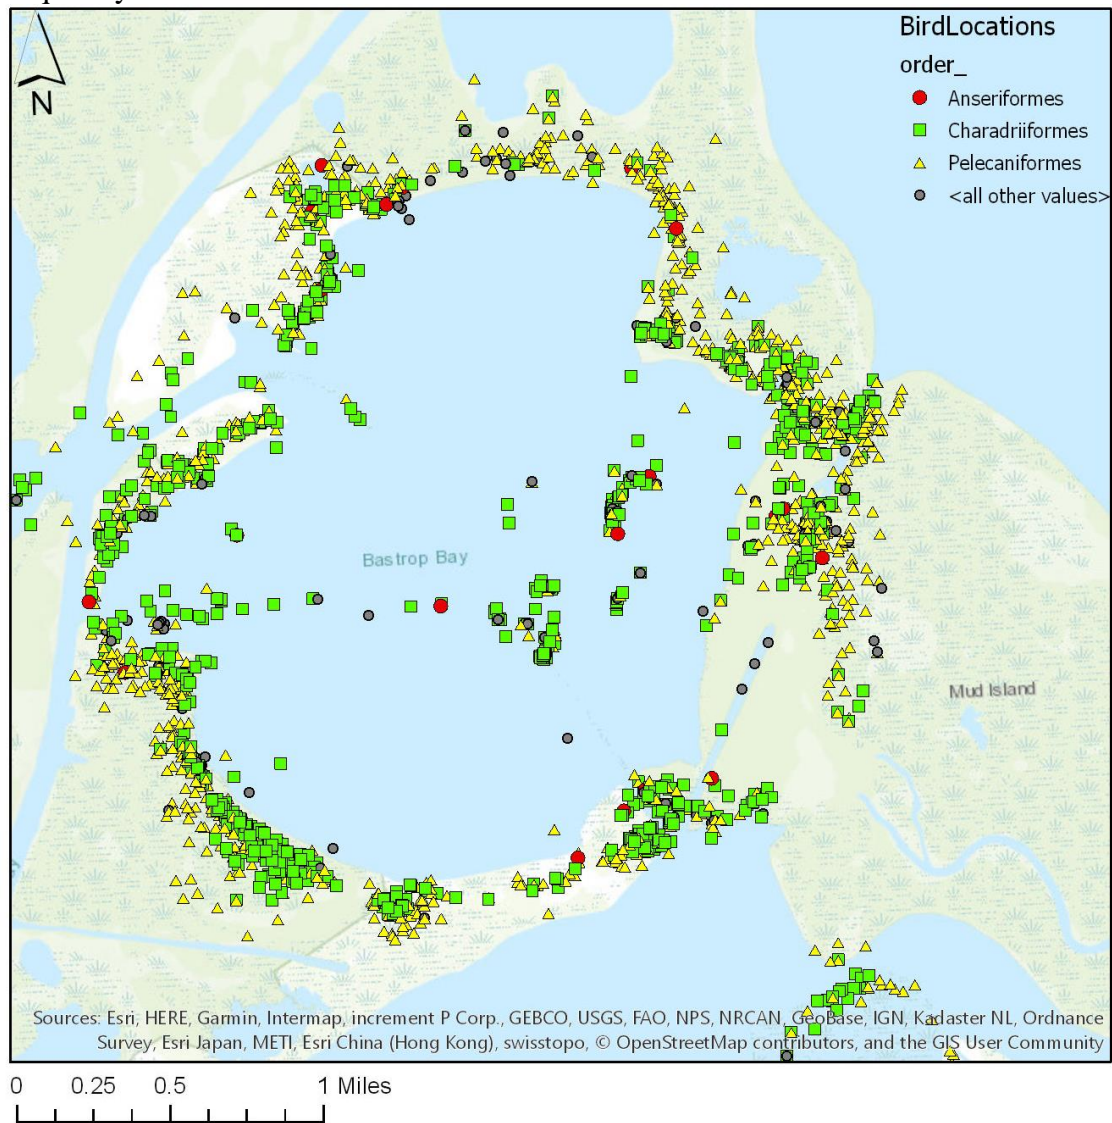 BirdLocations
order_
Anseriformes
Charadriiformes
Pelecaniformes
<all other values>
N
Bastrop Bay
Mud Island
Sources: Esri, HERE, Garmin, Intermap, increment P Corp., GEBCO, USGS, FAO, NPS, NRCAN, GeoBase, IGN, Kadaster NL, Ordnance
Survey, Esri Japan, METI, Esri China (Hong Kong), swisstopo, © OpenStreetMap contributors, and the GIS User Community
0 0.25 0.5 1 Miles